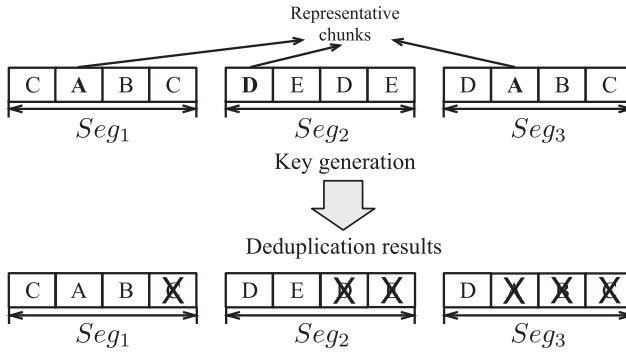 Representative
chunks
C A B C D E D E D A B C
Seg1 Seg2 Seg3
Key generation
Deduplication results
C A B C D E D E D A B C
Seg1 Seg2 Seg3